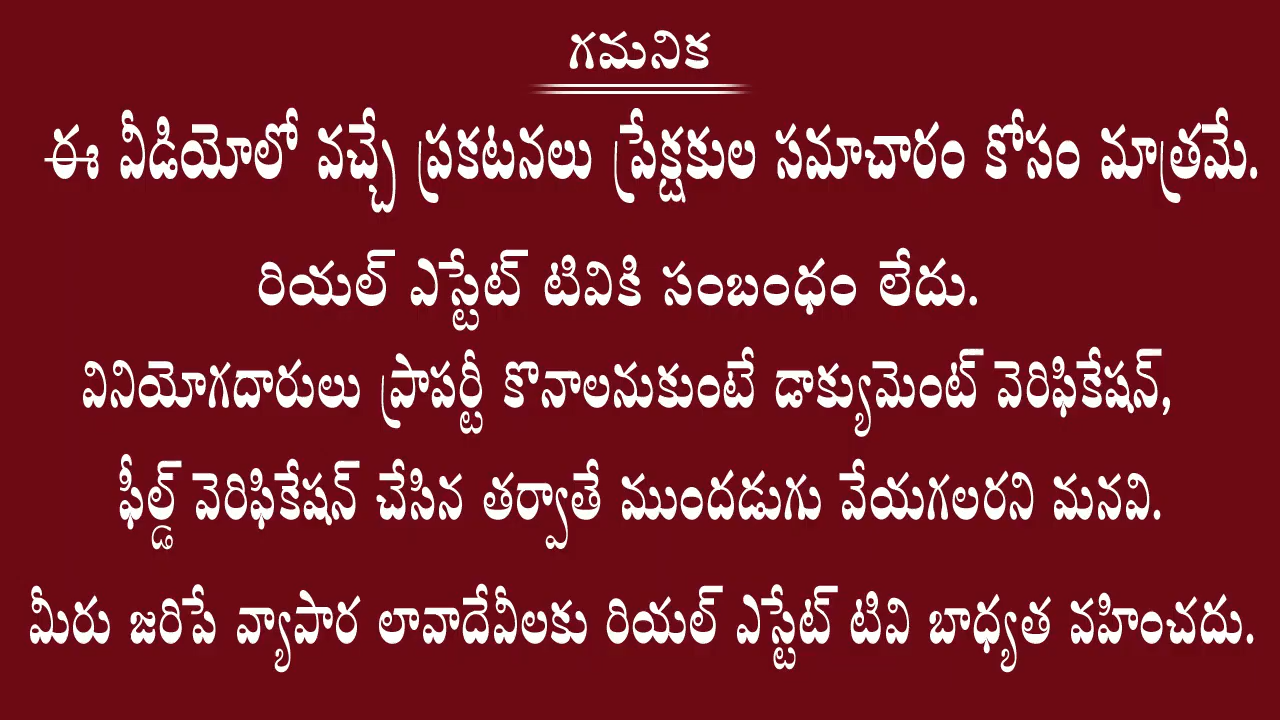 గమనిక
ఈ వీడియోలో వచ్చే ప్రకటనలు ప్రేక్షకుల సమాచారం కోసం మాత్రమే.
రియల్ ఎస్టేట్ టివికి సంబంధం లేదు.
వినియోగదారులు ప్రాపర్టీ కొనాలనుకుంటే డాక్యుమెంట్ వెరిఫికేషన్,
ఫీల్డ్ వెరిఫికేషన్ చేసిన తర్వాతే ముందడుగు వేయగలరని మనవి.
మీరు జరిపే వ్యాపార లావాదేవీలకు రియల్ ఎస్టేట్ టివి బాధ్యత వహించదు.